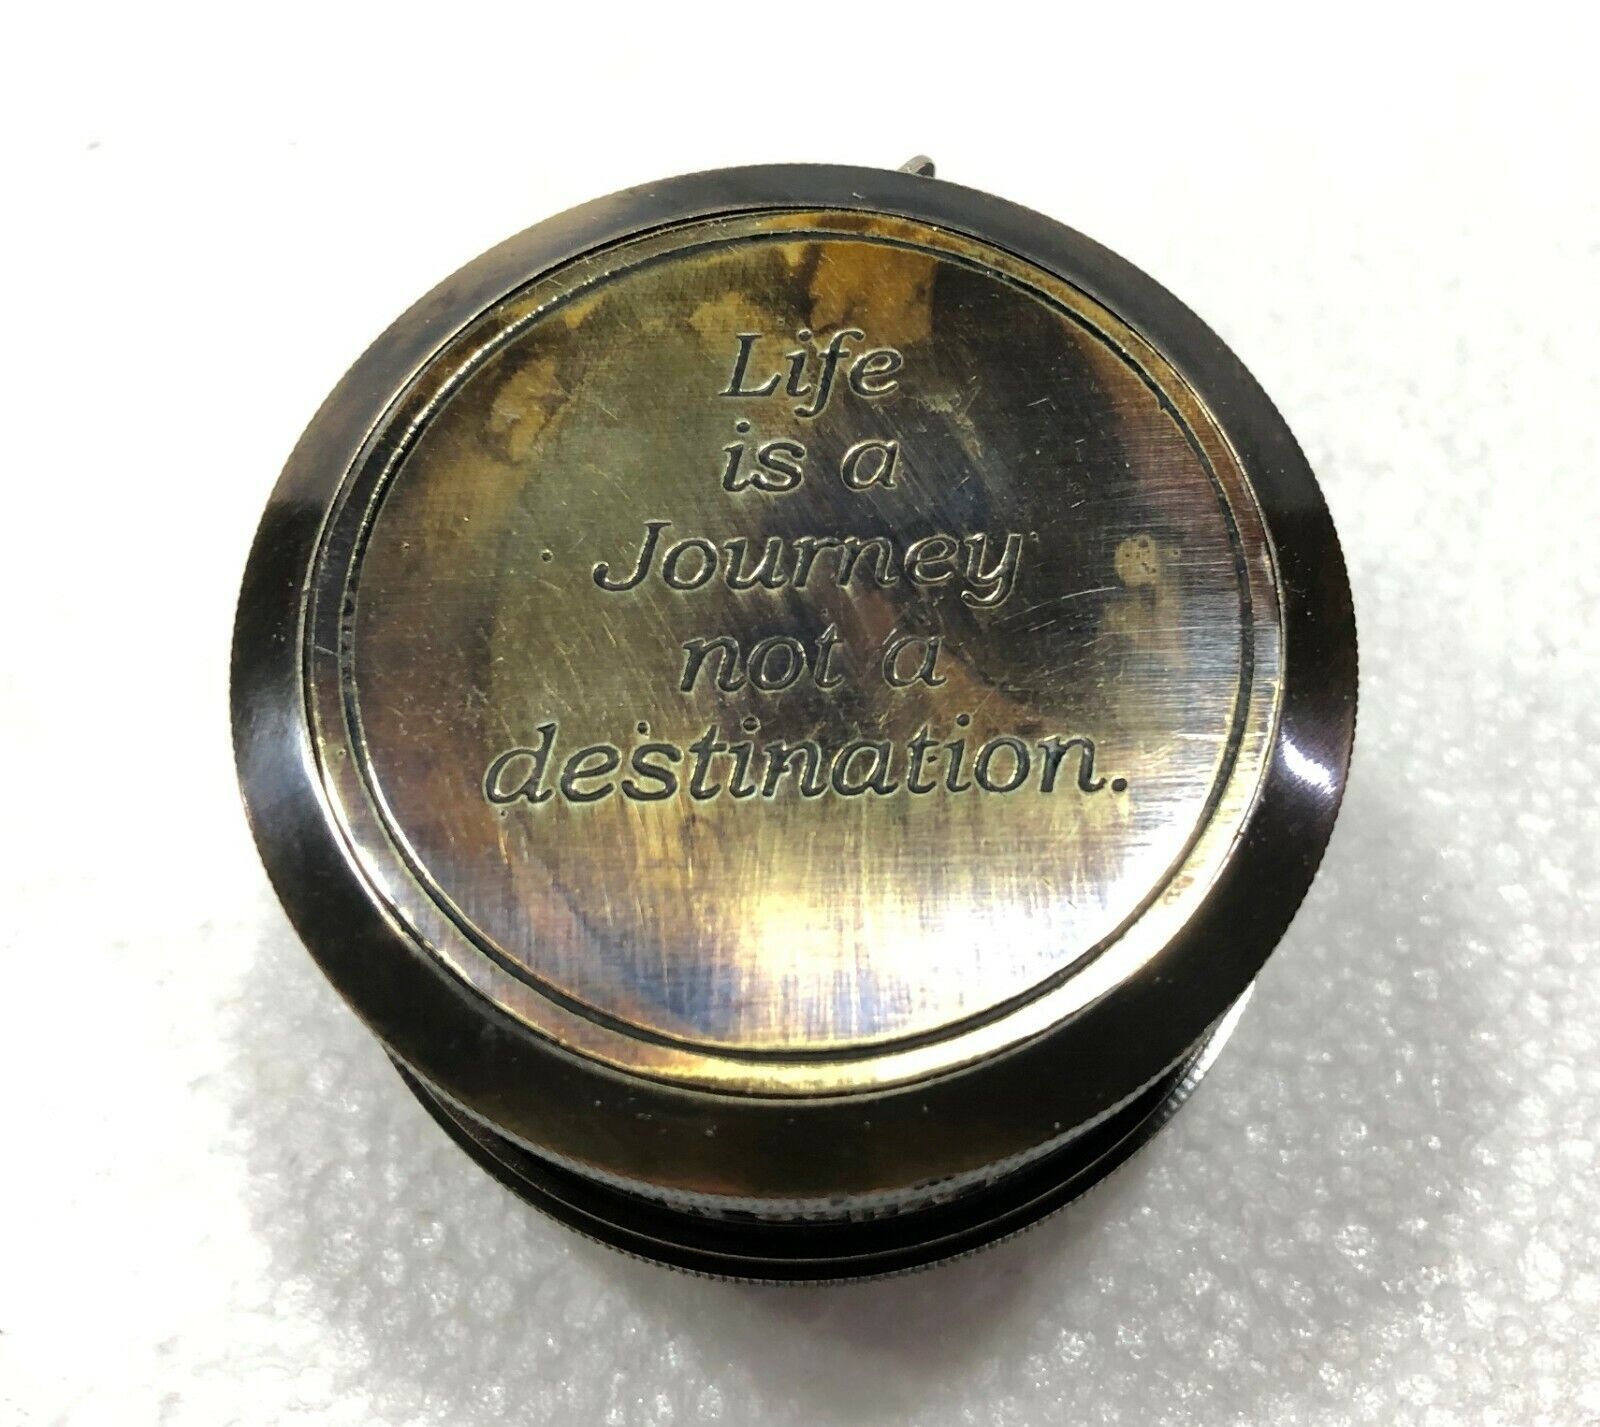 Life
is a
Journey
not a
destination.